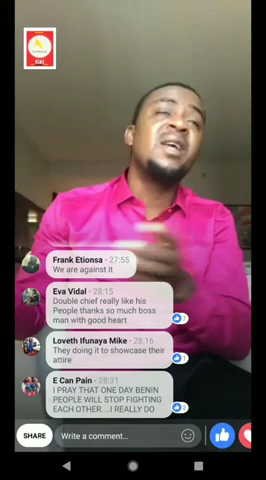 Frank Etionsa · 27:55
We are against it
Eva Vidal · 28:15
Double chief really like his
People thanks so much boss
man with good heart
7
Loveth Ifunaya Mike · 28:16
They doing it to showcase their
attire
1
E Can Pain · 28:31
I PRAY THAT ONE DAY BENIN
PEOPLE WILL STOP FIGHTING
EACH OTHER....I REALLY DO
2
SHARE
Write a comment...